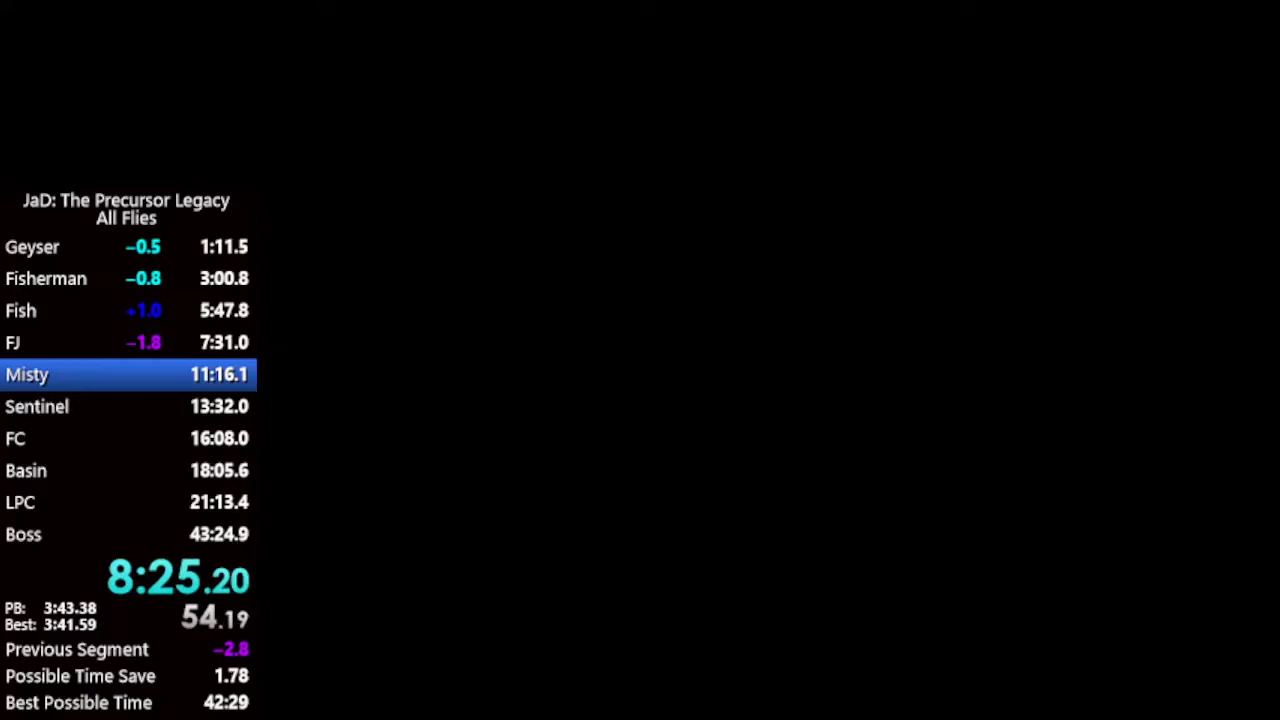 JaD: The Precursor Legacy
All Flies
Geyser −0.5 1:11.5
Fisherman −0.8 3:00.8
Fish +1.0 5:47.8
FJ −1.8 7:31.0
Misty 11:16.1
Sentinel 13:32.0
FC 16:08.0
Basin 18:05.6
LPC 21:13.4
Boss 43:24.9
8:25.20
PB: 3:43.38
Best: 3:41.59
54.19
Previous Segment −2.8
Possible Time Save 1.78
Best Possible Time 42:29